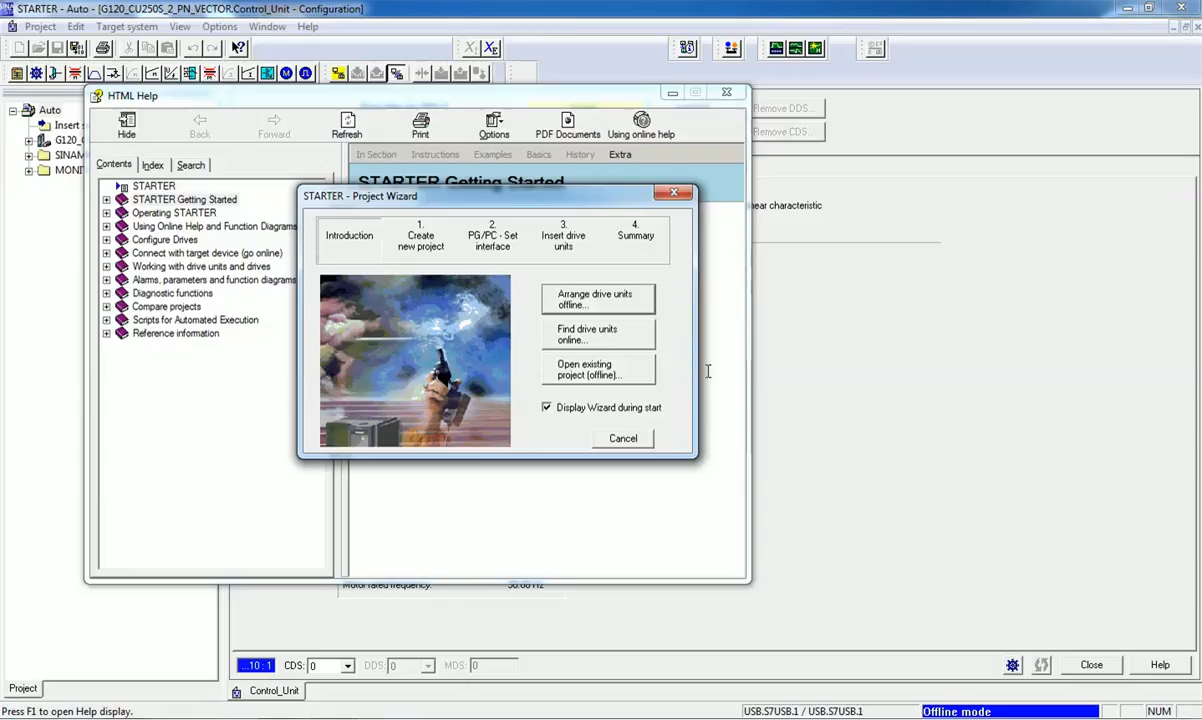 STARTER - Auto - [G120_CU250S_2_PN_VECTOR.Control_Unit - Configuration]
Project Edit Target system View Options Window Help
HTML Help
Hide Back Forward Refresh Print Options PDF Documents Using online help
Contents Index Search
In Section Instructions Examples Basics History Extra
STARTER Getting Started
STARTER
STARTER Getting Started
Operating STARTER
Using Online Help and Function Diagrams
Configure Drives
Connect with target device (go online)
Working with drive units and drives
Alarms, parameters and function diagrams
Diagnostic functions
Compare projects
Scripts for Automated Execution
Reference information
Auto
Insert s
G120_C
SINAM
MONI
Remove DDS...
Remove CDS...
near characteristic
STARTER - Project Wizard
Introduction
1.
Create
new project
2.
PG/PC - Set
interface
3.
Insert drive
units
4.
Summary
Arrange drive units
offline...
Find drive units
online...
Open existing
project (offline)...
Display Wizard during start
Cancel
Motor rated frequency:
...10 : 1 CDS: 0 DDS: 0 MDS: 0 Close Help
Project
Control_Unit
Press F1 to open Help display. USB.S7USB.1 / USB.S7USB.1 Offline mode NUM